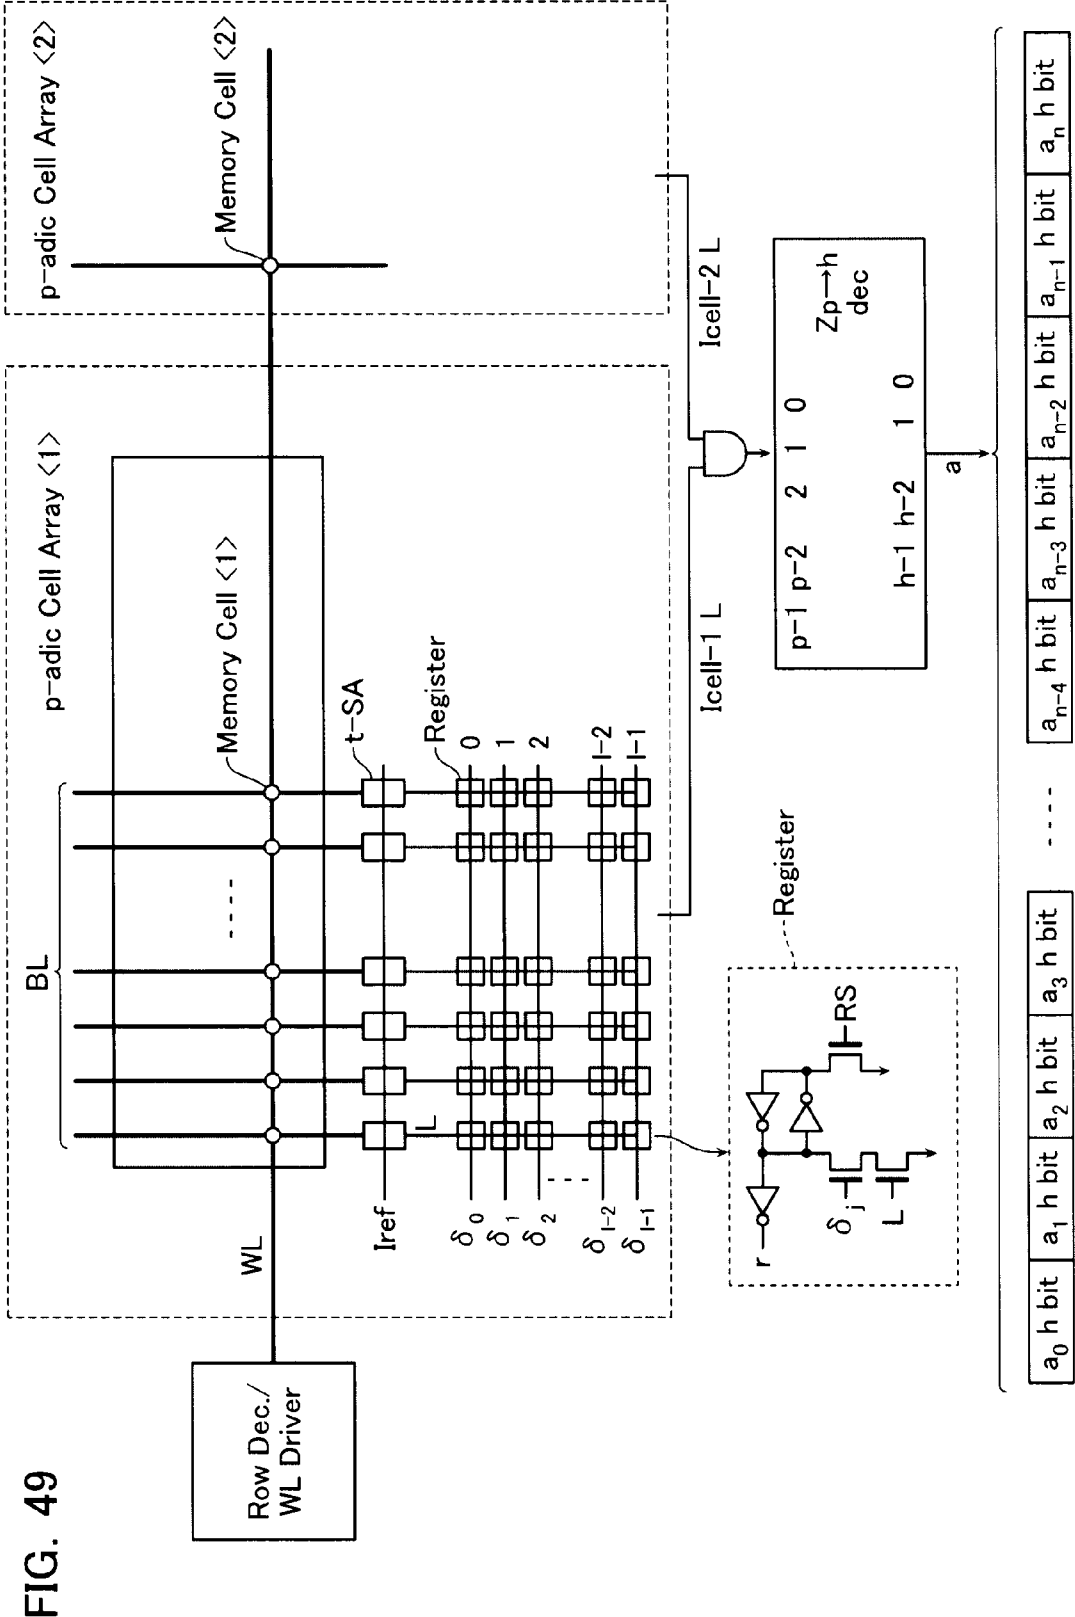 FIG. 49
Row Dec./
WL Driver
WL
BL
p-adic Cell Array <1>
p-adic Cell Array <2>
Memory Cell <1>
Memory Cell <2>
Iref
t-SA
L
Register
δ0
δ1
δ2
δl-2
δl-1
0
1
2
l-2
l-1
Icell-1 L
Icell-2 L
Register
r
δj
L
RS
p-1 p-2 2 1 0
Zp→h
dec
h-1 h-2 1 0
a
a0 h bit
a1 h bit
a2 h bit
a3 h bit
an-4 h bit
an-3 h bit
an-2 h bit
an-1 h bit
an h bit